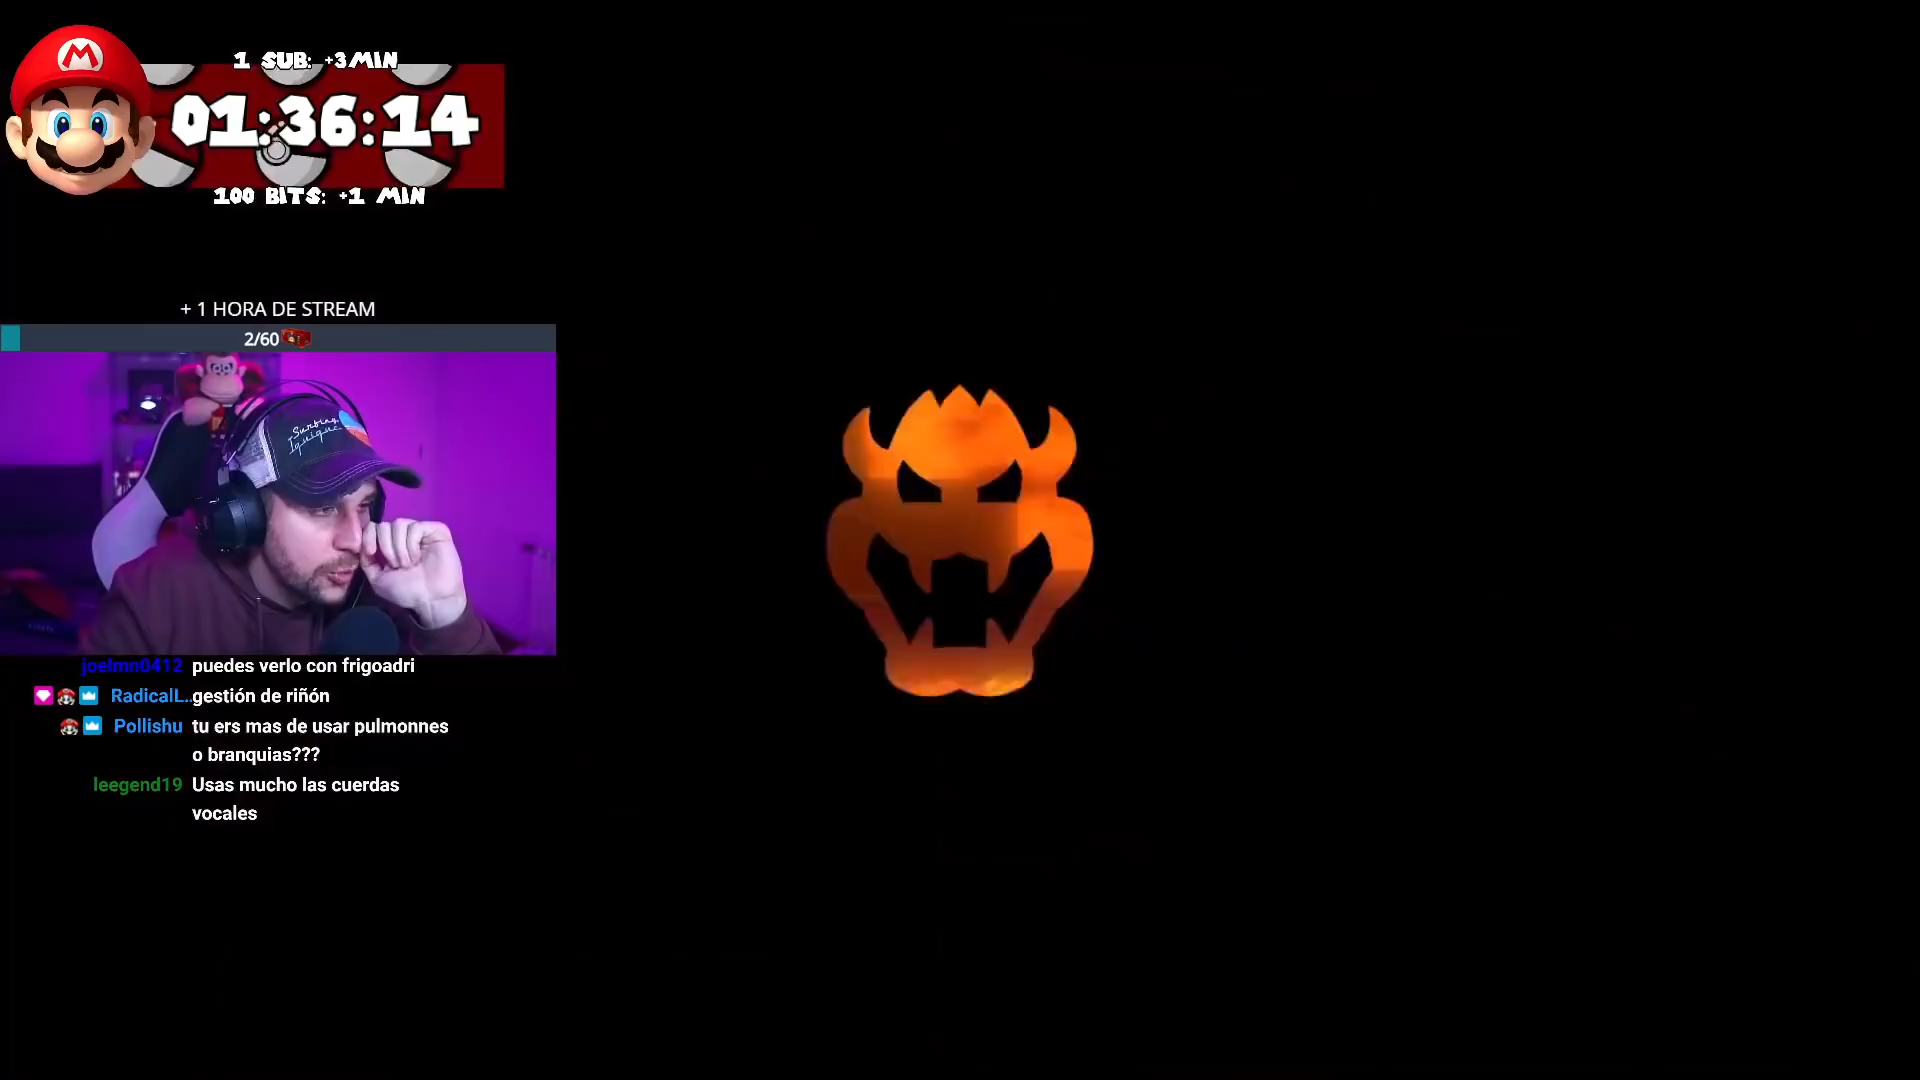 1 SUB: +3MIN
01:36:14
100 BITS: +1 MIN
+ 1 HORA DE STREAM
2/60
Surfing
Iquique
joelmn0412 puedes verlo con frigoadri
RadicalL.. gestión de riñón
Pollishu tu ers mas de usar pulmonnes
o branquias???
leegend19 Usas mucho las cuerdas
vocales